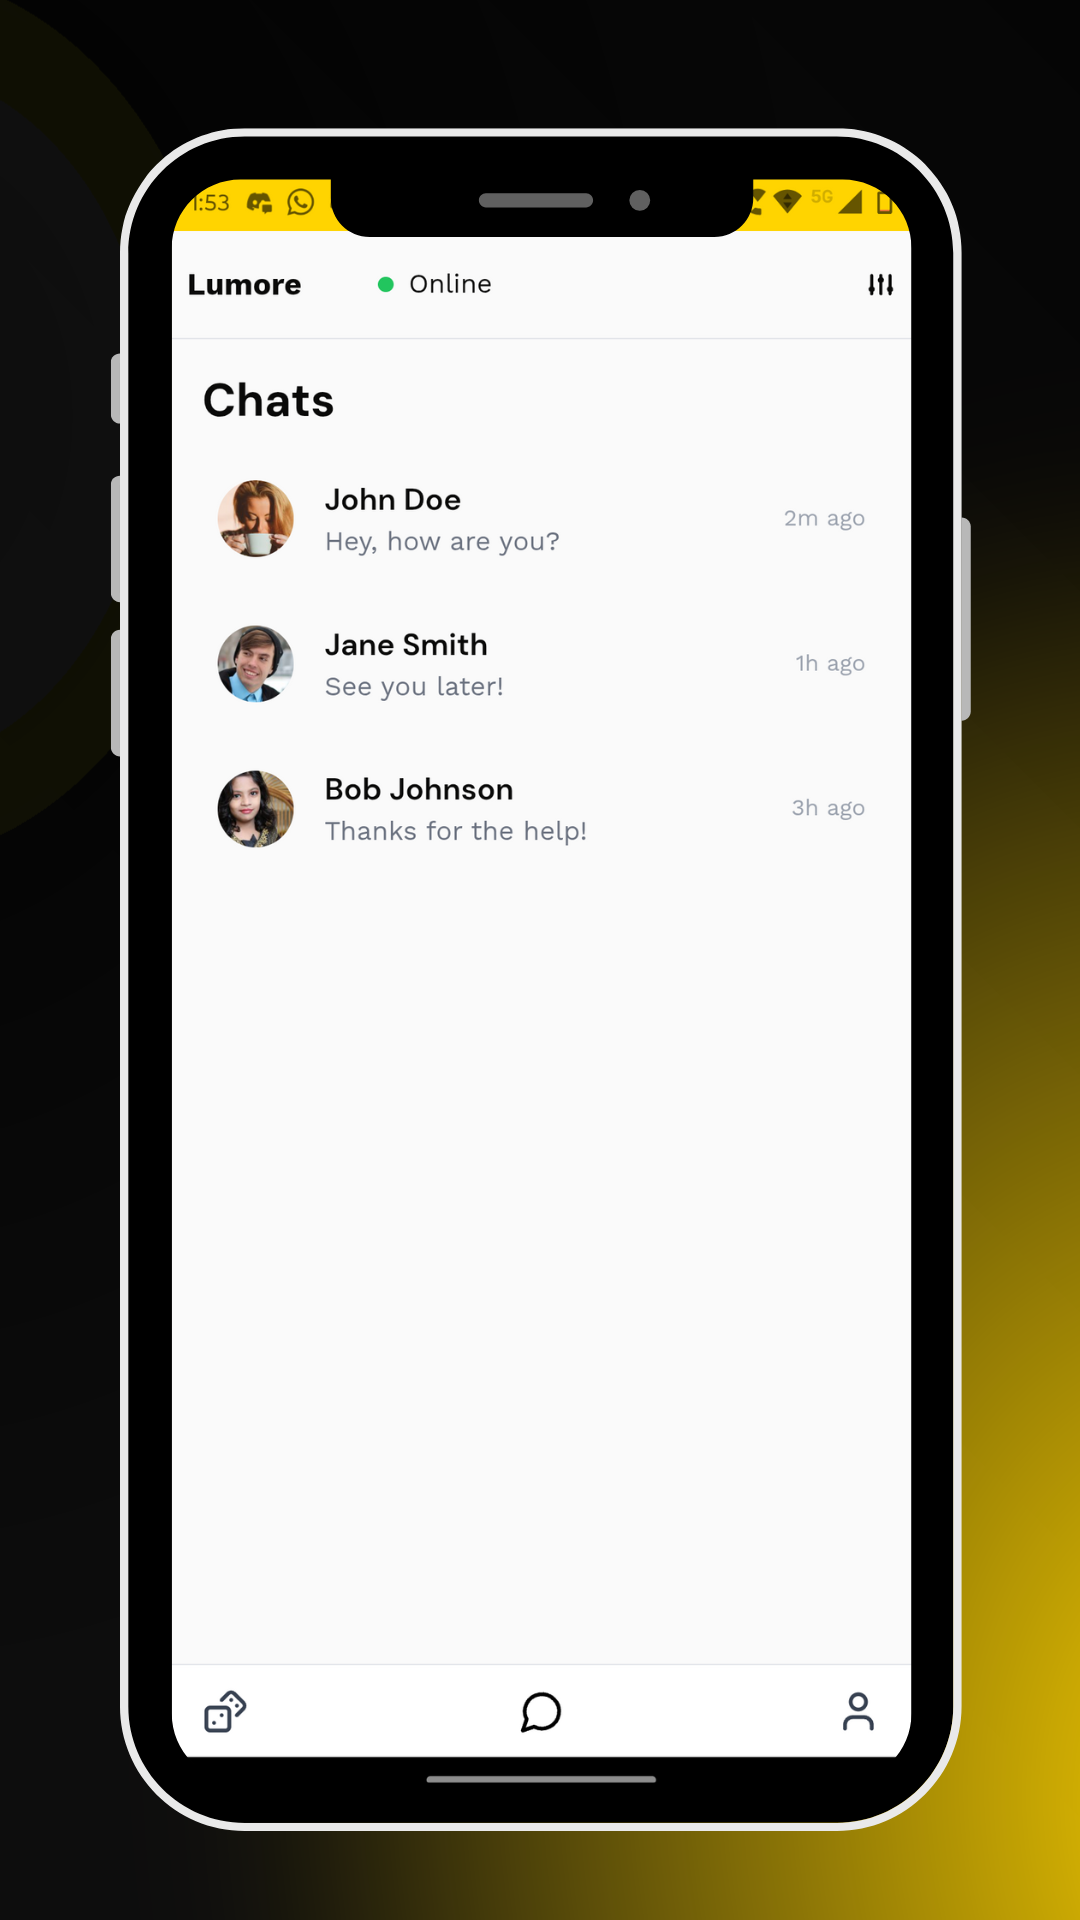 1:53 5G
Lumore Online
Chats
John Doe
Hey, how are you?
2m ago
Jane Smith
See you later!
1h ago
Bob Johnson
Thanks for the help!
3h ago